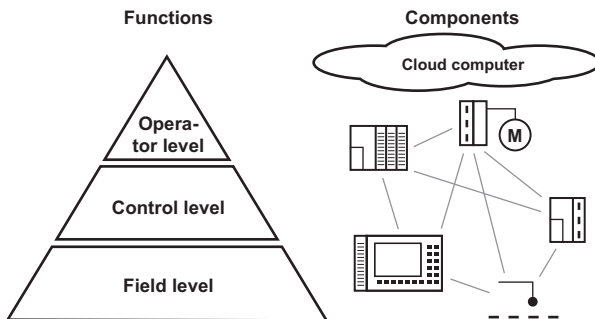 Functions
Components
Cloud computer
M
Opera-
tor level
Control level
Field level